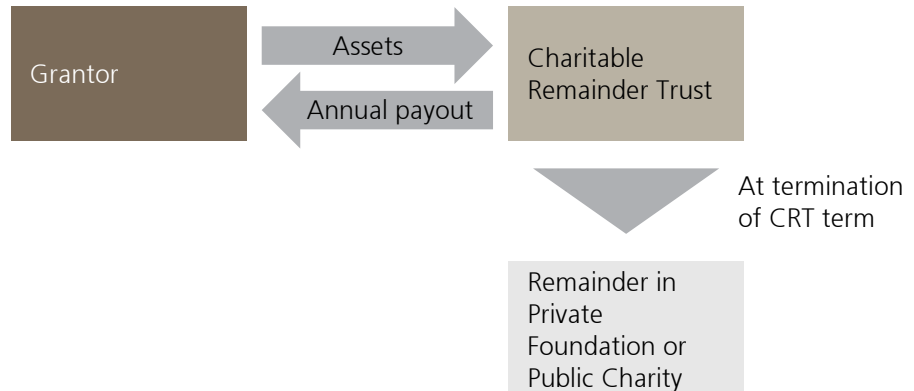 Grantor
Assets
Annual payout
Charitable
Remainder Trust
At termination
of CRT term
Remainder in
Private
Foundation or
Public Charity